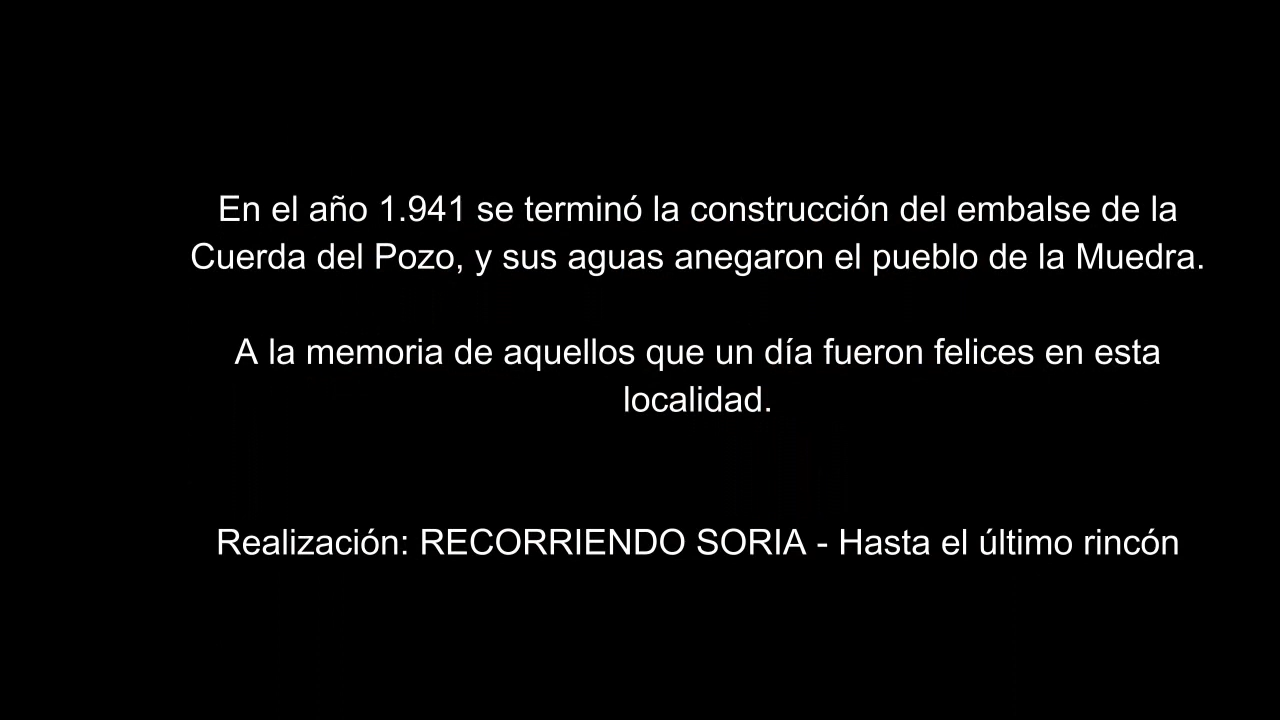 En el año 1.941 se terminó la construcción del embalse de la
Cuerda del Pozo, y sus aguas anegaron el pueblo de la Muedra.
A la memoria de aquellos que un día fueron felices en esta
localidad.
Realización: RECORRIENDO SORIA - Hasta el último rincón